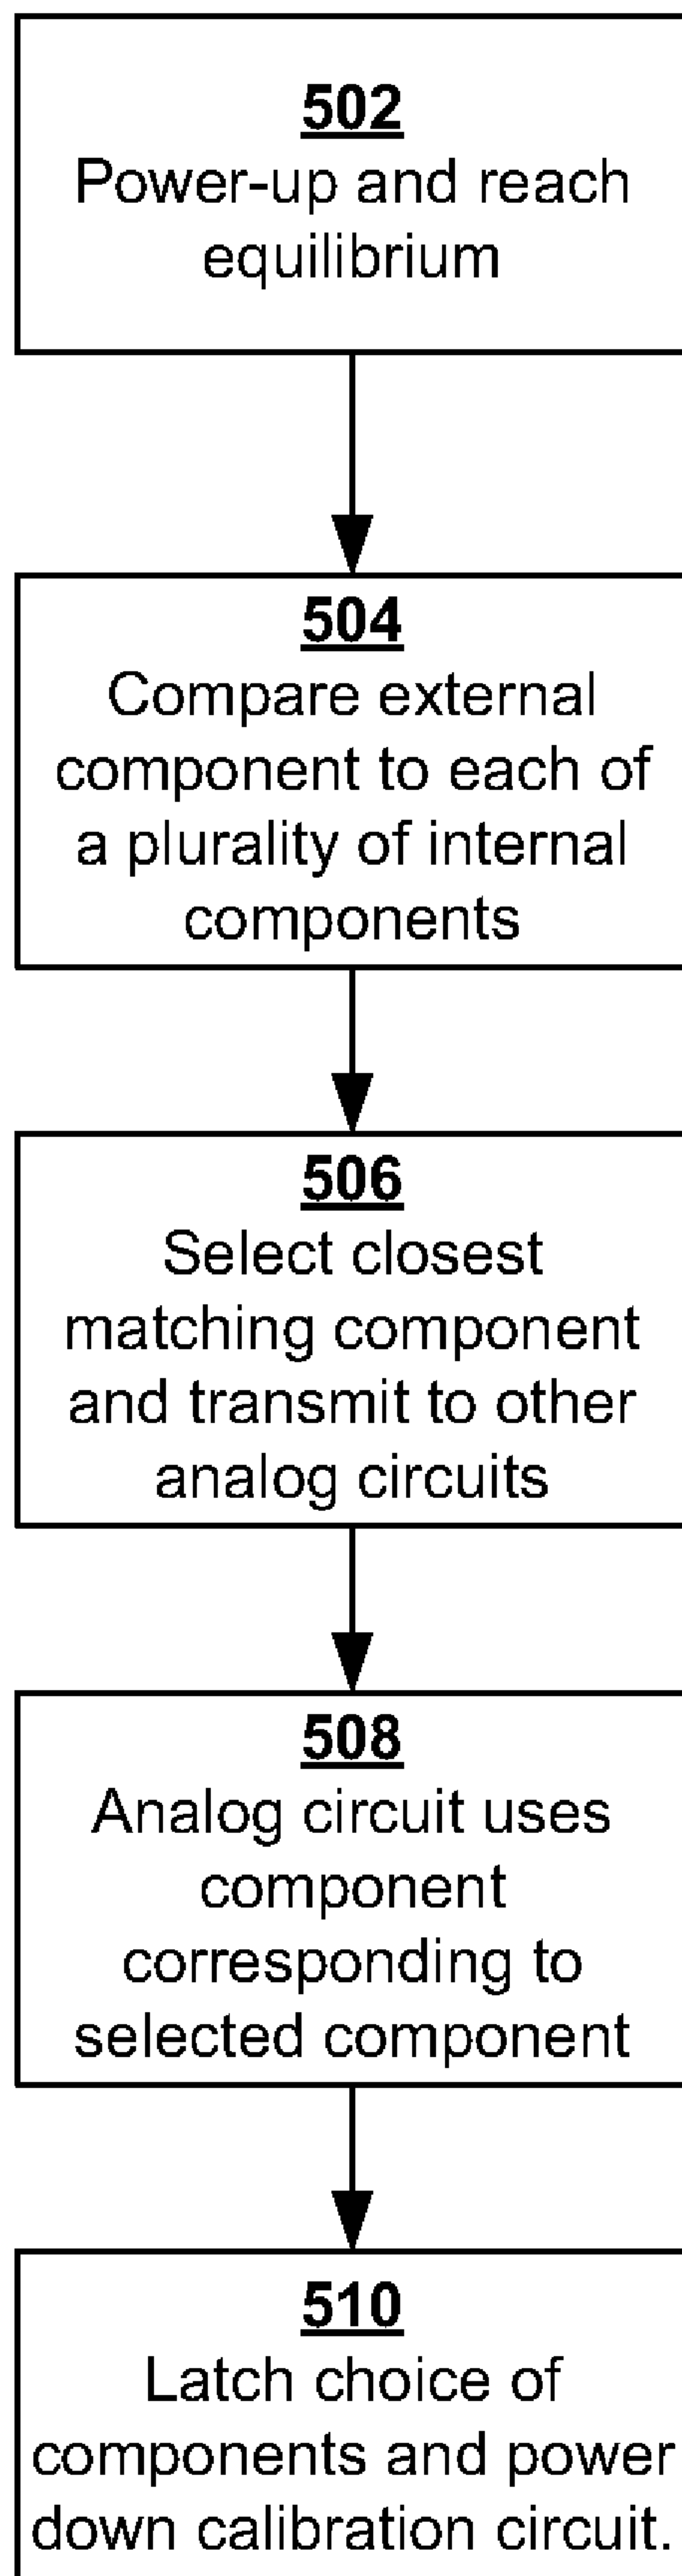 502
Power-up and reach
equilibrium
504
Compare external
component to each of
a plurality of internal
components
506
Select closest
matching component
and transmit to other
analog circuits
508
Analog circuit uses
component
corresponding to
selected component
510
Latch choice of
components and power
down calibration circuit.